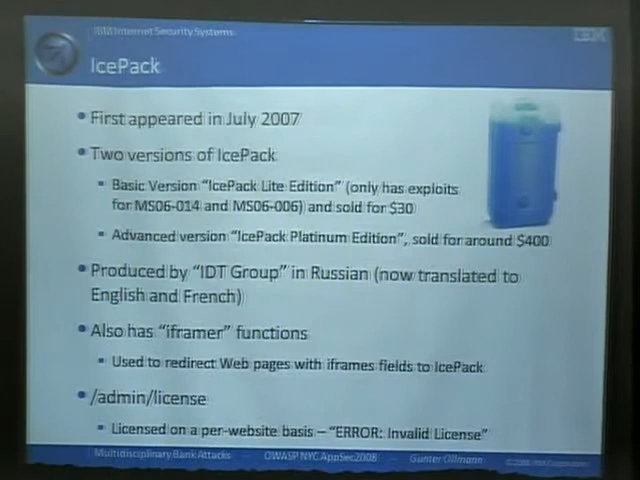 IBM Internet Security Systems
IBM
IcePack
• First appeared in July 2007
• Two versions of IcePack
▪ Basic Version "IcePack Lite Edition" (only has exploits
for MS06-014 and MS06-006) and sold for $30
▪ Advanced version "IcePack Platinum Edition", sold for around $400
• Produced by "IDT Group" in Russian (now translated to
English and French)
• Also has "iframer" functions
▪ Used to redirect Web pages with iframes fields to IcePack
• /admin/license
▪ Licensed on a per-website basis – "ERROR: Invalid License"
Multidisciplinary Bank Attacks
OWASP NYC AppSec2008
Gunter Ollmann
©2008 IBM Corporation